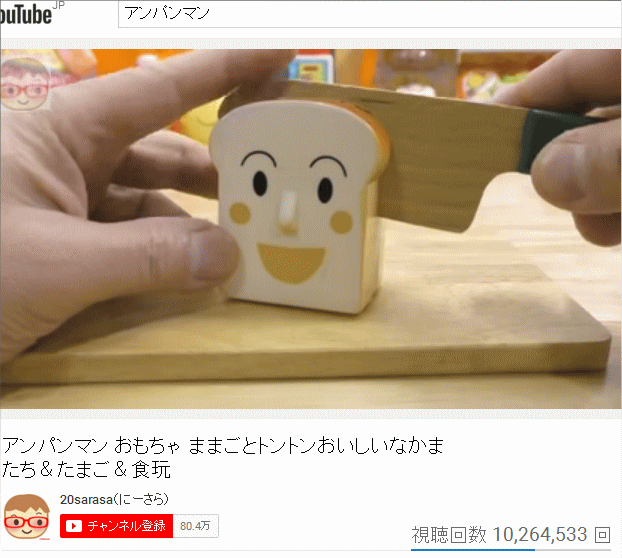 ouTube JP
アンパンマン
アンパンマン おもちゃ ままごとトントンおいしいなかま
たち＆たまご＆食玩
20sarasa(にーさら)
チャンネル登録 80.4万
視聴回数 10,264,533 回